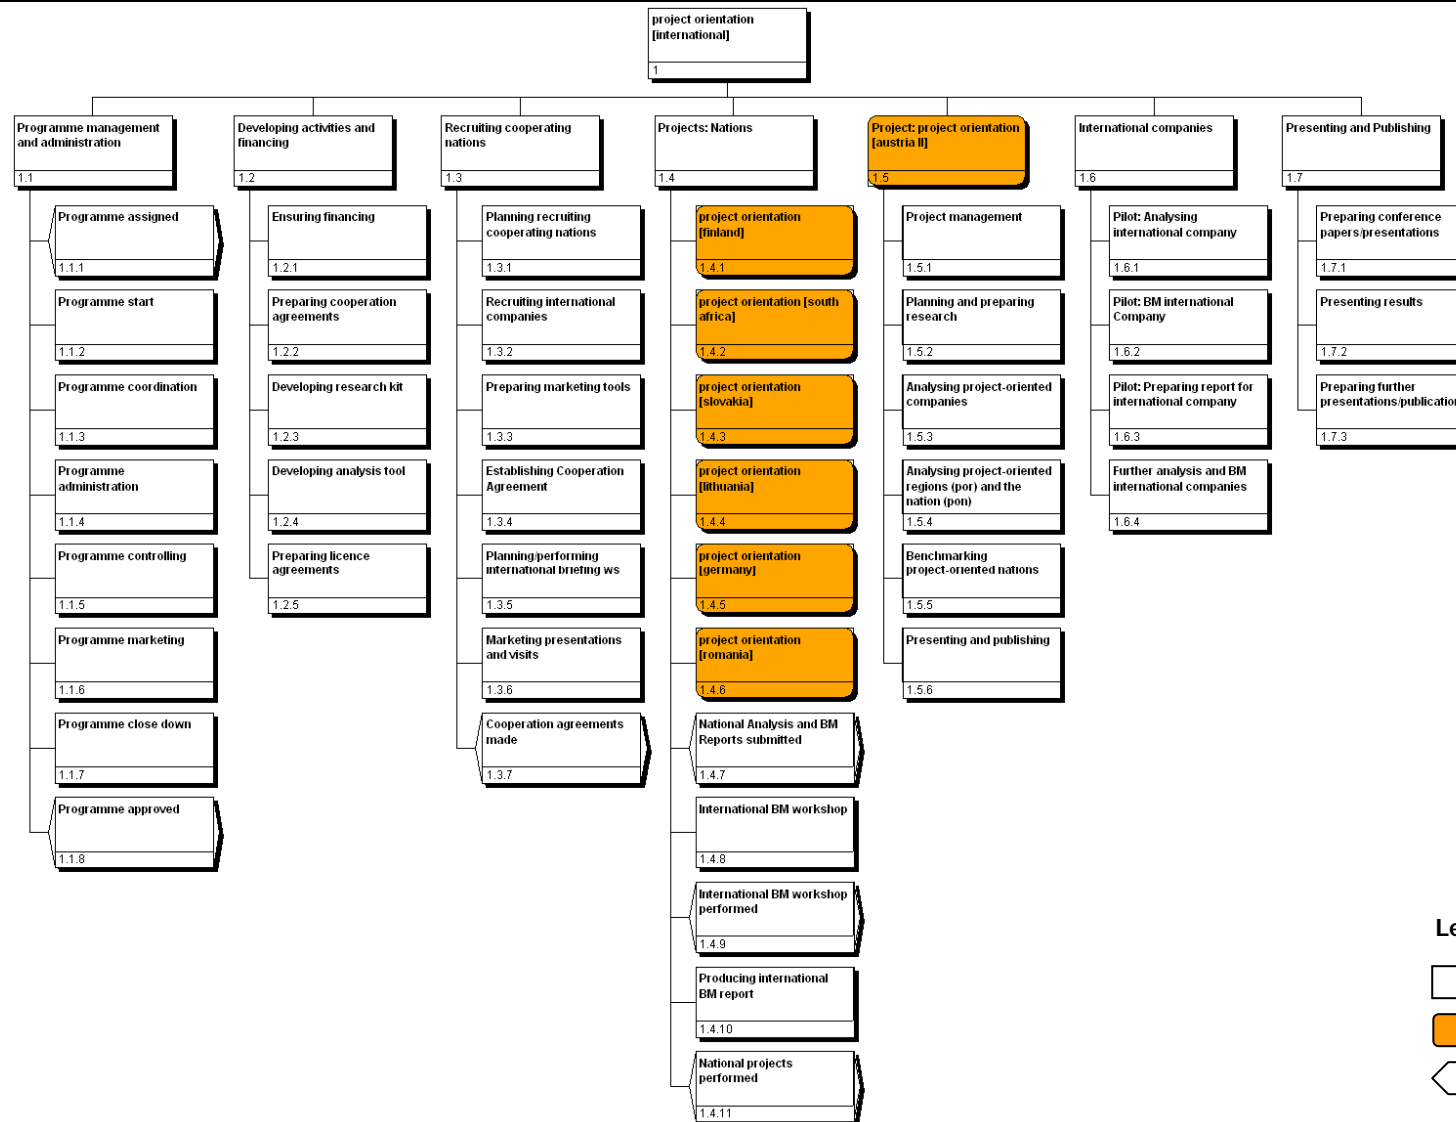 project orientation
[international]
1
Programme management
and administration
1.1
Programme assigned
1.1.1
Programme start
1.1.2
Programme coordination
1.1.3
Programme
administration
1.1.4
Programme controlling
1.1.5
Programme marketing
1.1.6
Programme close down
1.1.7
Programme approved
1.1.8
Developing activities and
financing
1.2
Ensuring financing
1.2.1
Preparing cooperation
agreements
1.2.2
Developing research kit
1.2.3
Developing analysis tool
1.2.4
Preparing licence
agreements
1.2.5
Recruiting cooperating
nations
1.3
Planning recruiting
cooperating nations
1.3.1
Recruiting international
companies
1.3.2
Preparing marketing tools
1.3.3
Establishing Cooperation
Agreement
1.3.4
Planning/performing
international briefing ws
1.3.5
Marketing presentations
and visits
1.3.6
Cooperation agreements
made
1.3.7
Projects: Nations
1.4
project orientation
[finland]
1.4.1
project orientation [south
africa]
1.4.2
project orientation
[slovakia]
1.4.3
project orientation
[lithuania]
1.4.4
project orientation
[germany]
1.4.5
project orientation
[romania]
1.4.6
National Analysis and BM
Reports submitted
1.4.7
International BM workshop
1.4.8
International BM workshop
performed
1.4.9
Producing international
BM report
1.4.10
National projects
performed
1.4.11
Project: project orientation
[austria II]
1.5
Project management
1.5.1
Planning and preparing
research
1.5.2
Analysing project-oriented
companies
1.5.3
Analysing project-oriented
regions (por) and the
nation (pon)
1.5.4
Benchmarking
project-oriented nations
1.5.5
Presenting and publishing
1.5.6
International companies
1.6
Pilot: Analysing
international company
1.6.1
Pilot: BM international
Company
1.6.2
Pilot: Preparing report for
international company
1.6.3
Further analysis and BM
international companies
1.6.4
Presenting and Publishing
1.7
Preparing conference
papers/presentations
1.7.1
Presenting results
1.7.2
Preparing further
presentations/publication
1.7.3
Le